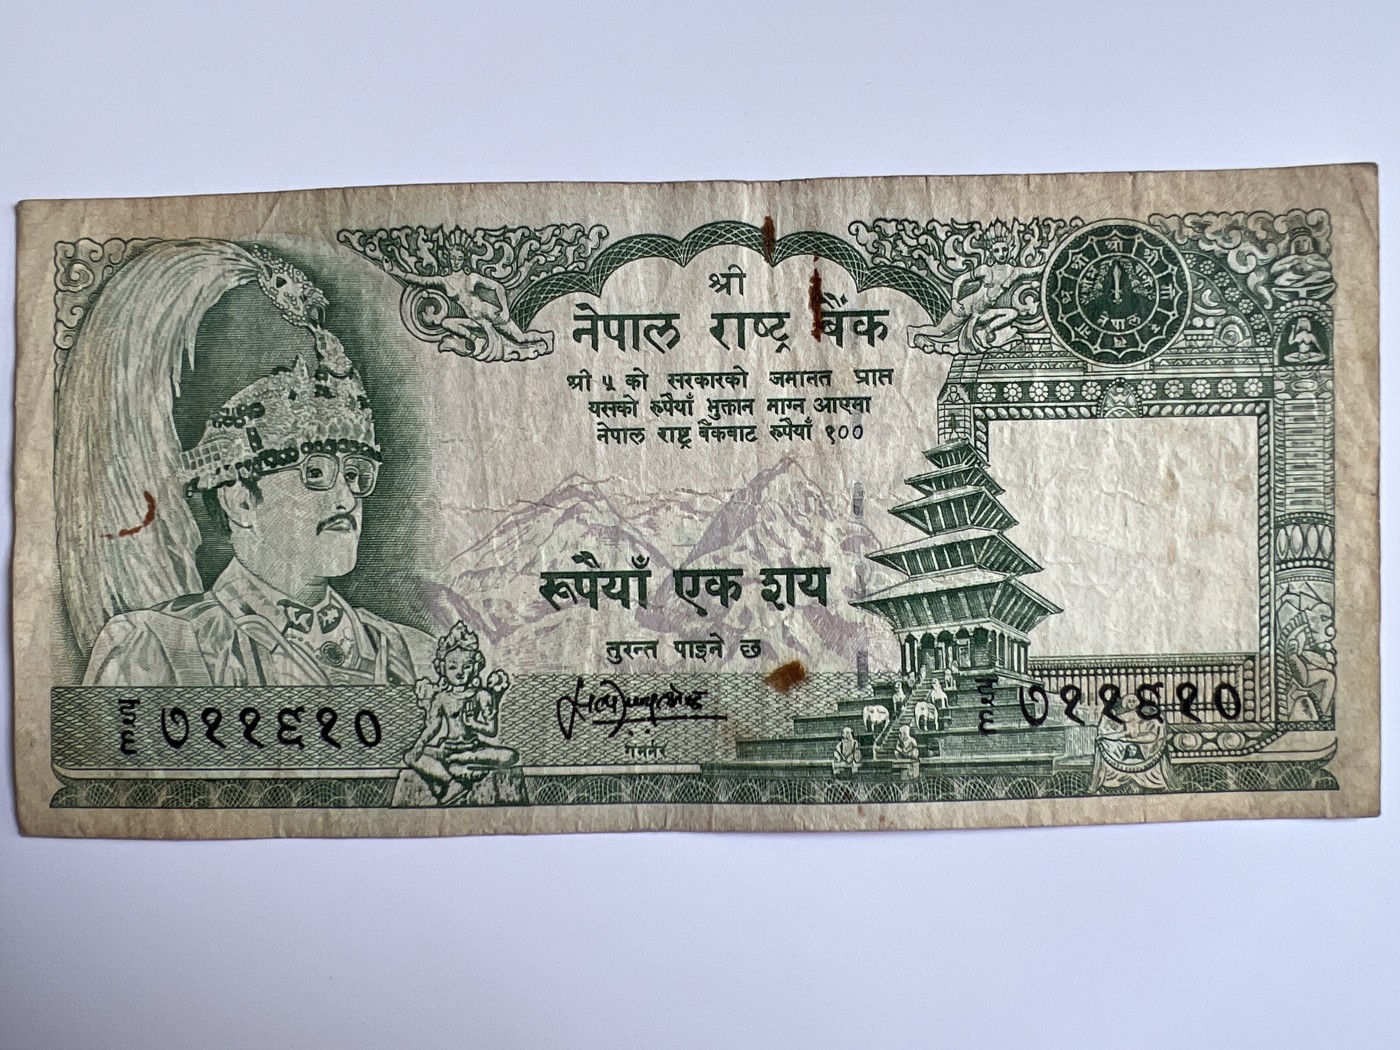 श्री
नेपाल राष्ट्र बैंक
श्री ५ को सरकारको जमानत प्राप्त
यसको रुपैयाँ भुक्तान माग्न आएमा
नेपाल राष्ट्र बैंकबाट रुपैयाँ १००
रूपैयाँ एक शय
तुरन्त पाइने छ
गभर्नर
७११६१०
७११६१०